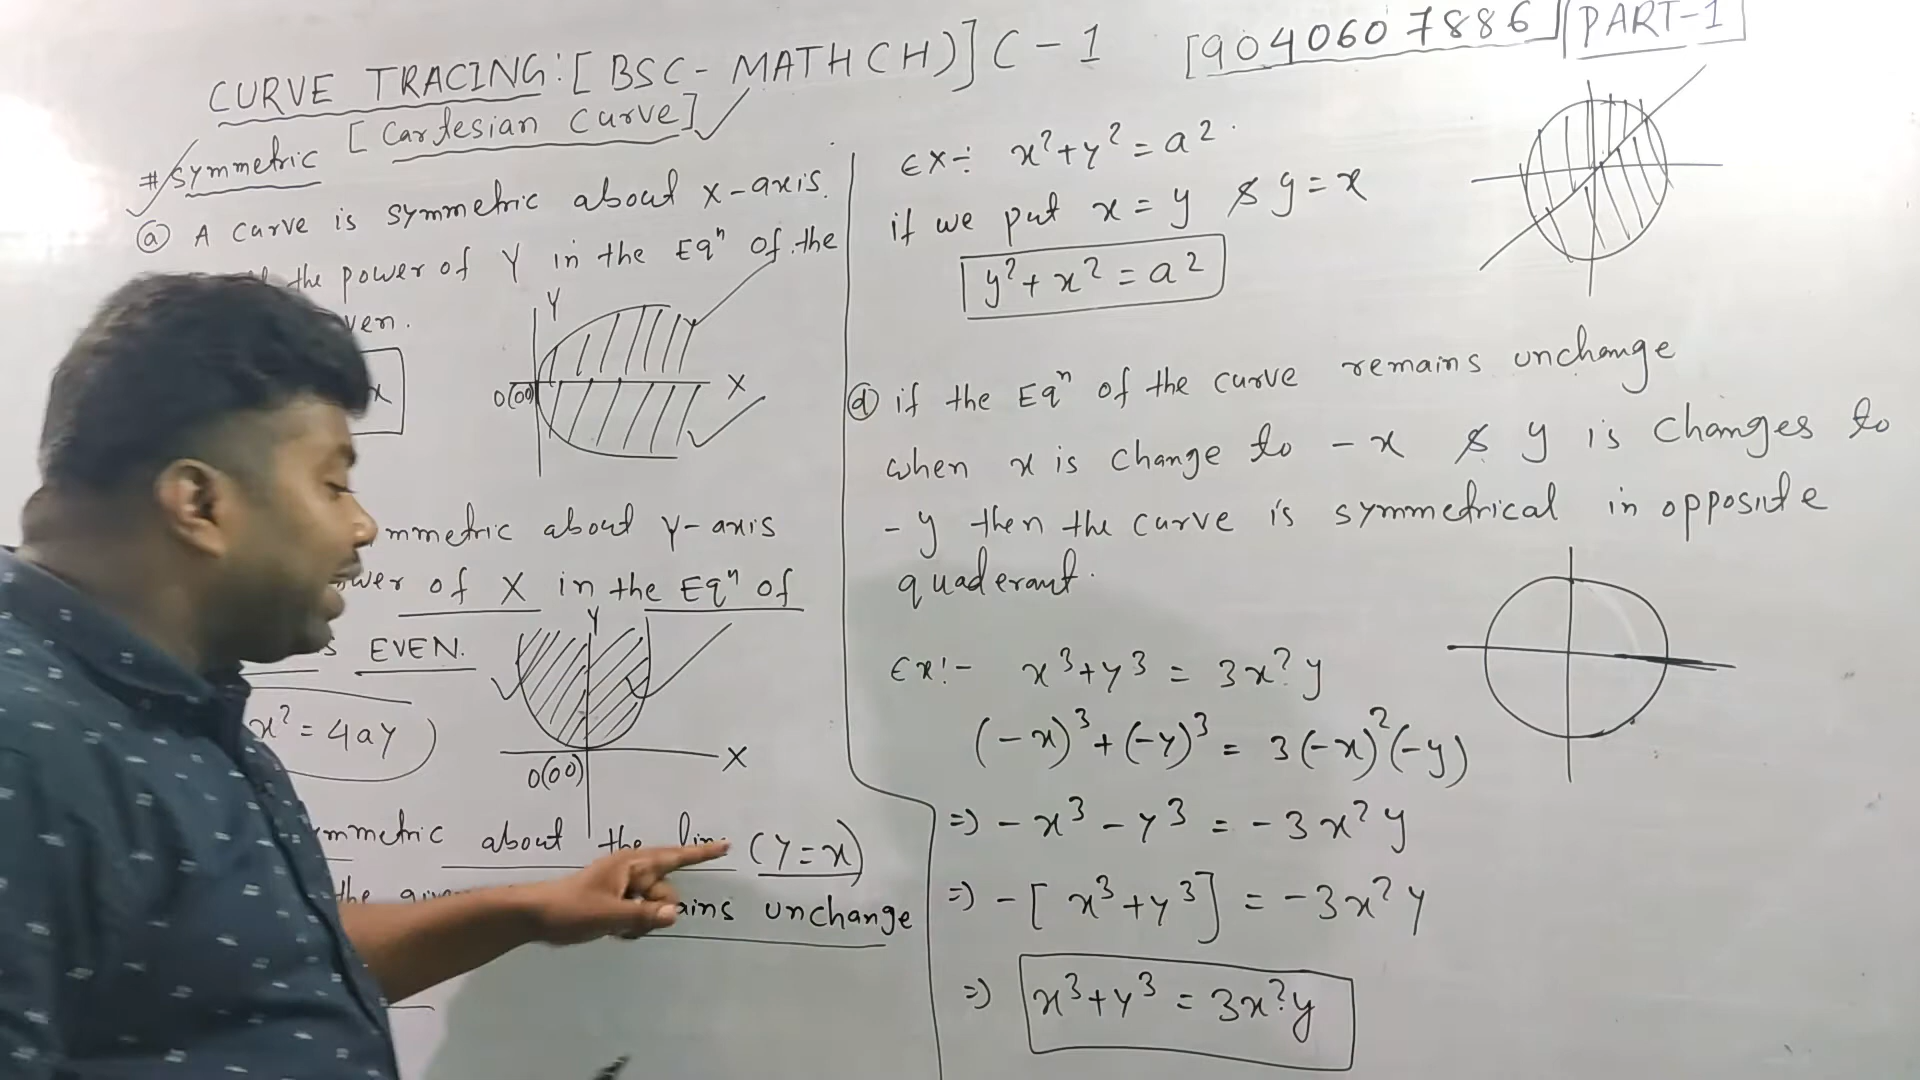 CURVE TRACING:[BSC-MATHCH)]C-1 [9040607886] PART-1
[Cartesian Curve]
# Symmetric
ⓐ A curve is symmetric about X-axis.
the power of Y in the Eqⁿ of the
ven.
x
Y
X
0(00)
mmetric about Y-axis
wer of X in the Eqⁿ of
s EVEN.
x² = 4ay
Y
X
0(00)
mmetric about the line (Y=x)
the give
ains unchange
Ex÷ x²+y² = a²
if we put x = y & y = x
y²+x² = a²
ⓓ if the Eqⁿ of the curve remains unchange
when x is change to -x & y is changes to
-y then the curve is symmetrical in opposite
quaderant.
Ex:- x³+y³ = 3x²y
(-x)³+(-y)³ = 3(-x)²(-y)
=) -x³-y³ = -3x²y
=) -[x³+y³] = -3x²y
=) x³+y³ = 3x²y